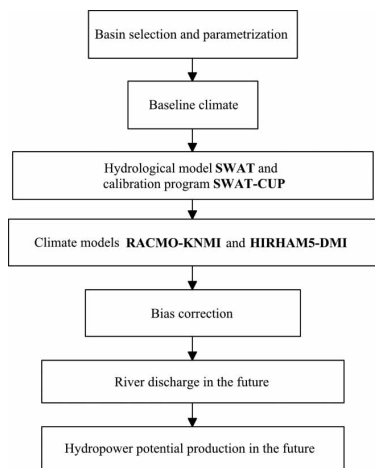 Basin selection and parametrization
Baseline climate
Hydrological model SWAT and
calibration program SWAT-CUP
Climate models RACMO-KNMI and HIRHAM5-DMI
Bias correction
River discharge in the future
Hydropower potential production in the future